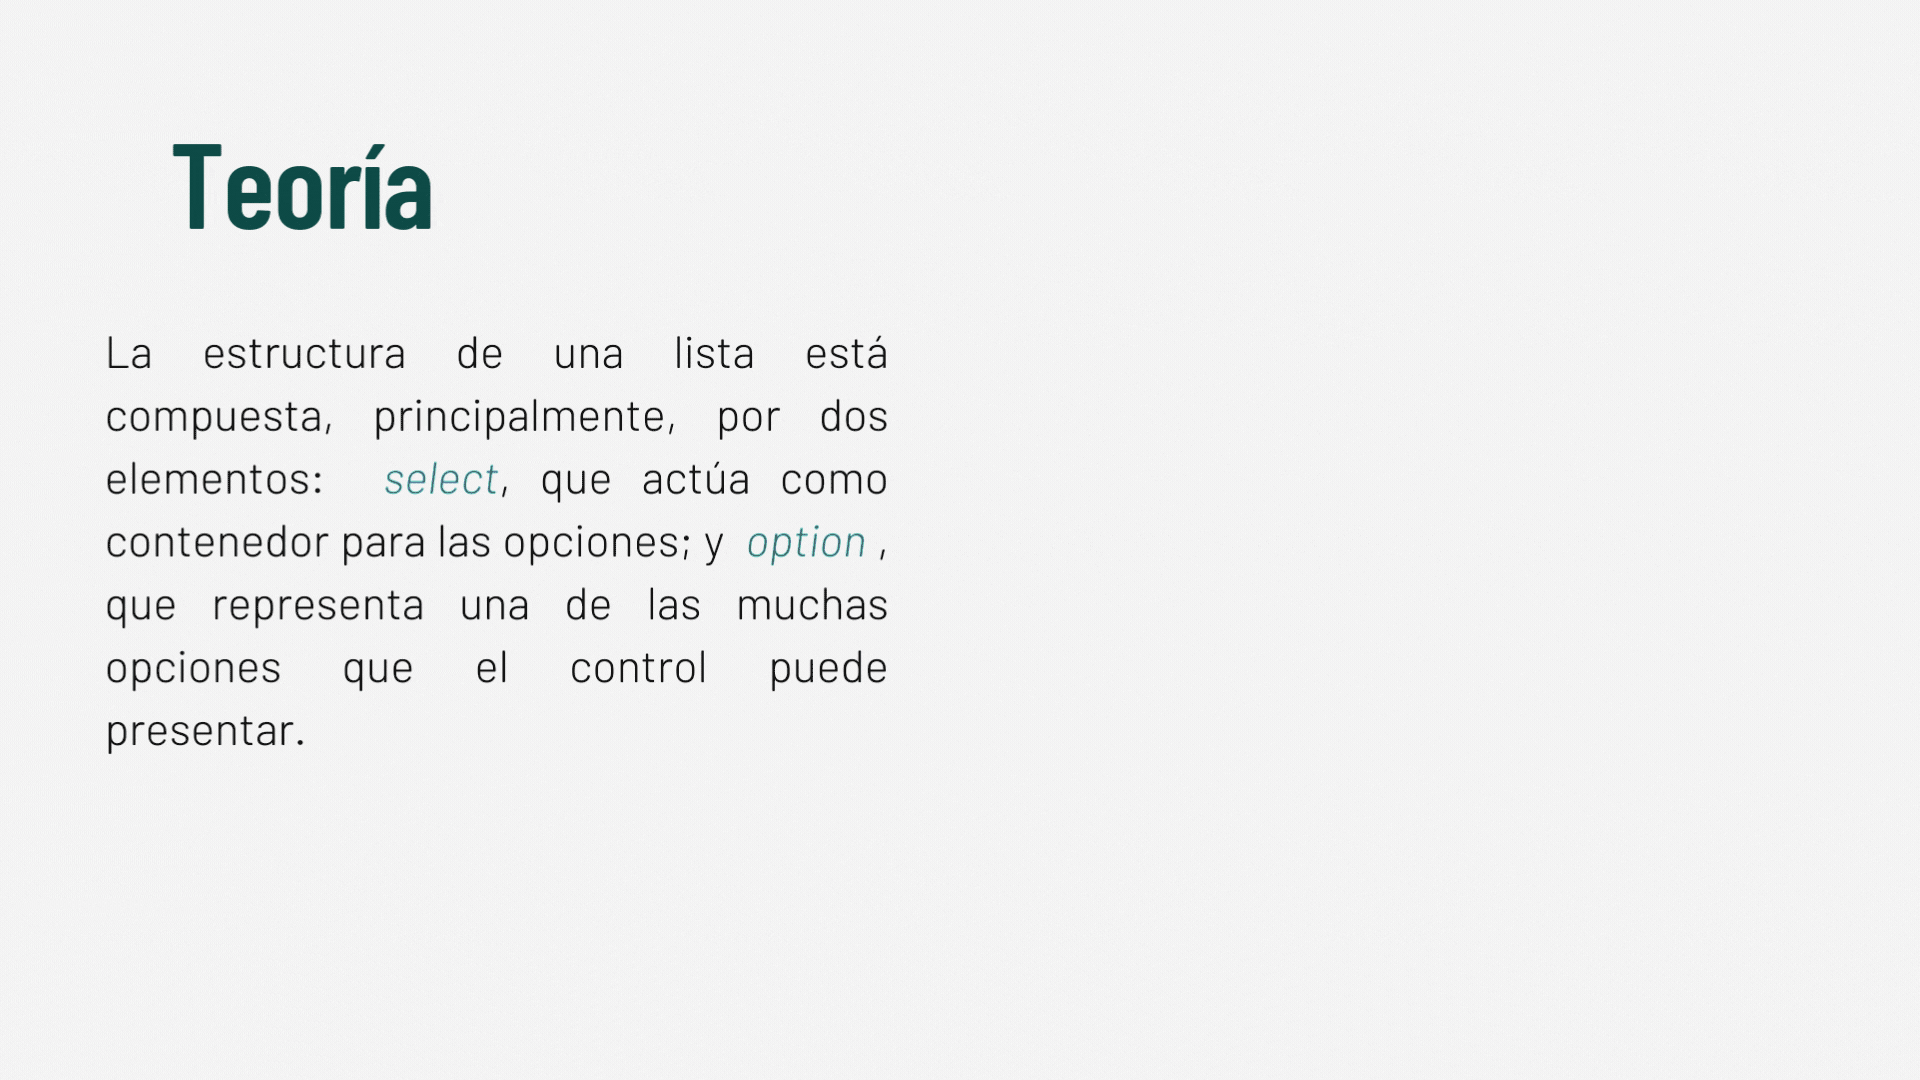 Teoría
La estructura de una lista está
compuesta, principalmente, por dos
elementos: select, que actúa como
contenedor para las opciones; y option ,
que representa una de las muchas
opciones que el control puede
presentar.